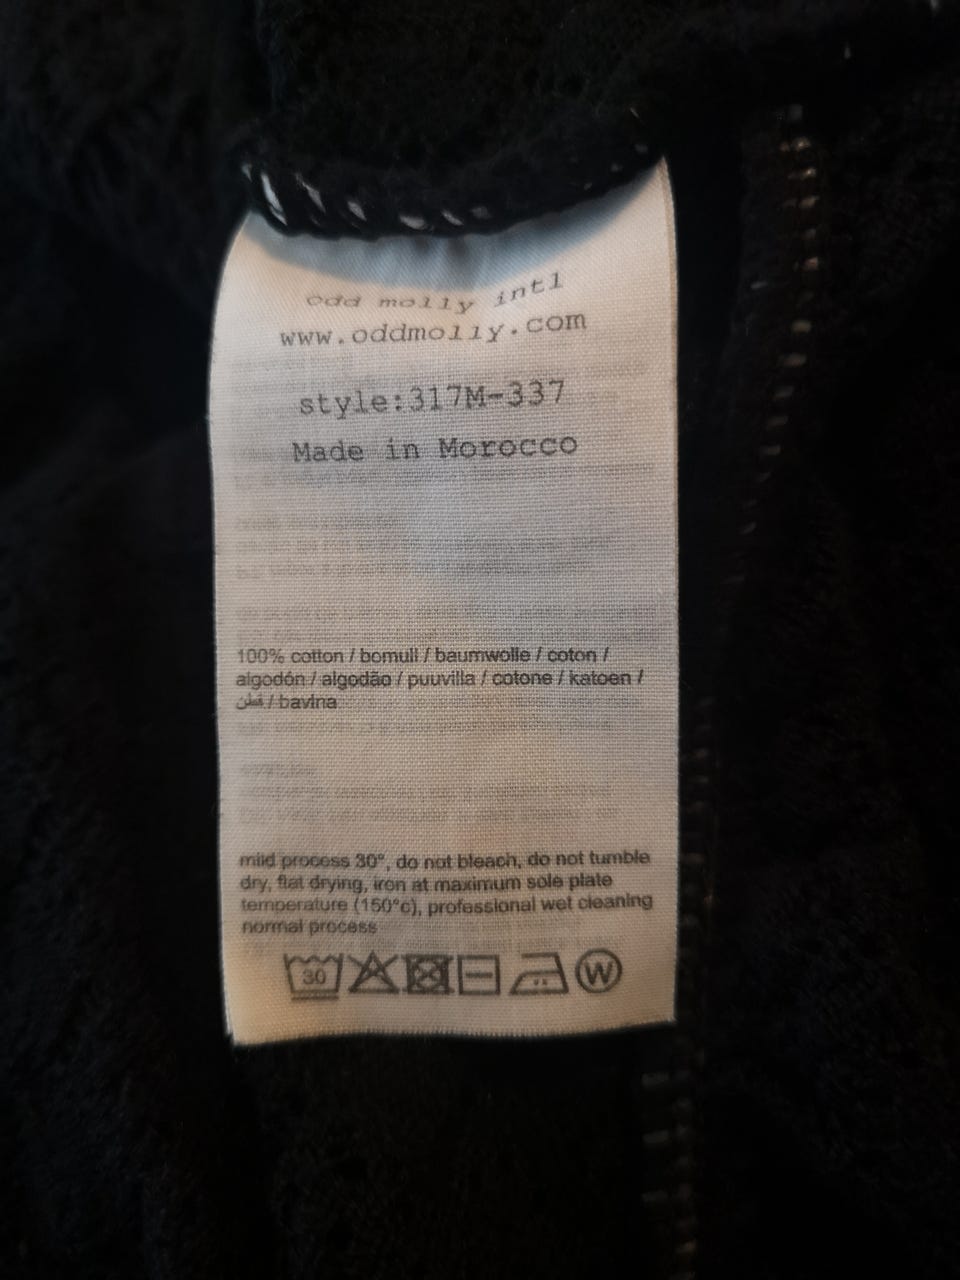 odd molly intl
www.oddmolly.com
style:317M-337
Made in Morocco
100% cotton / bomull / baumwolle / coton /
algodón / algodão / puuvilla / cotone / katoen /
قطن / bavlna
mild process 30°, do not bleach, do not tumble
dry, flat drying, iron at maximum sole plate
temperature (150°c), professional wet cleaning
normal process
30 W